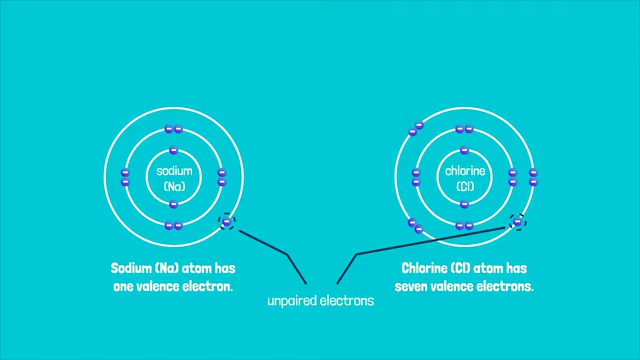 sodium
(Na)
chlorine
(Cl)
Sodium (Na) atom has
one valence electron.
Chlorine (Cl) atom has
seven valence electrons.
unpaired electrons